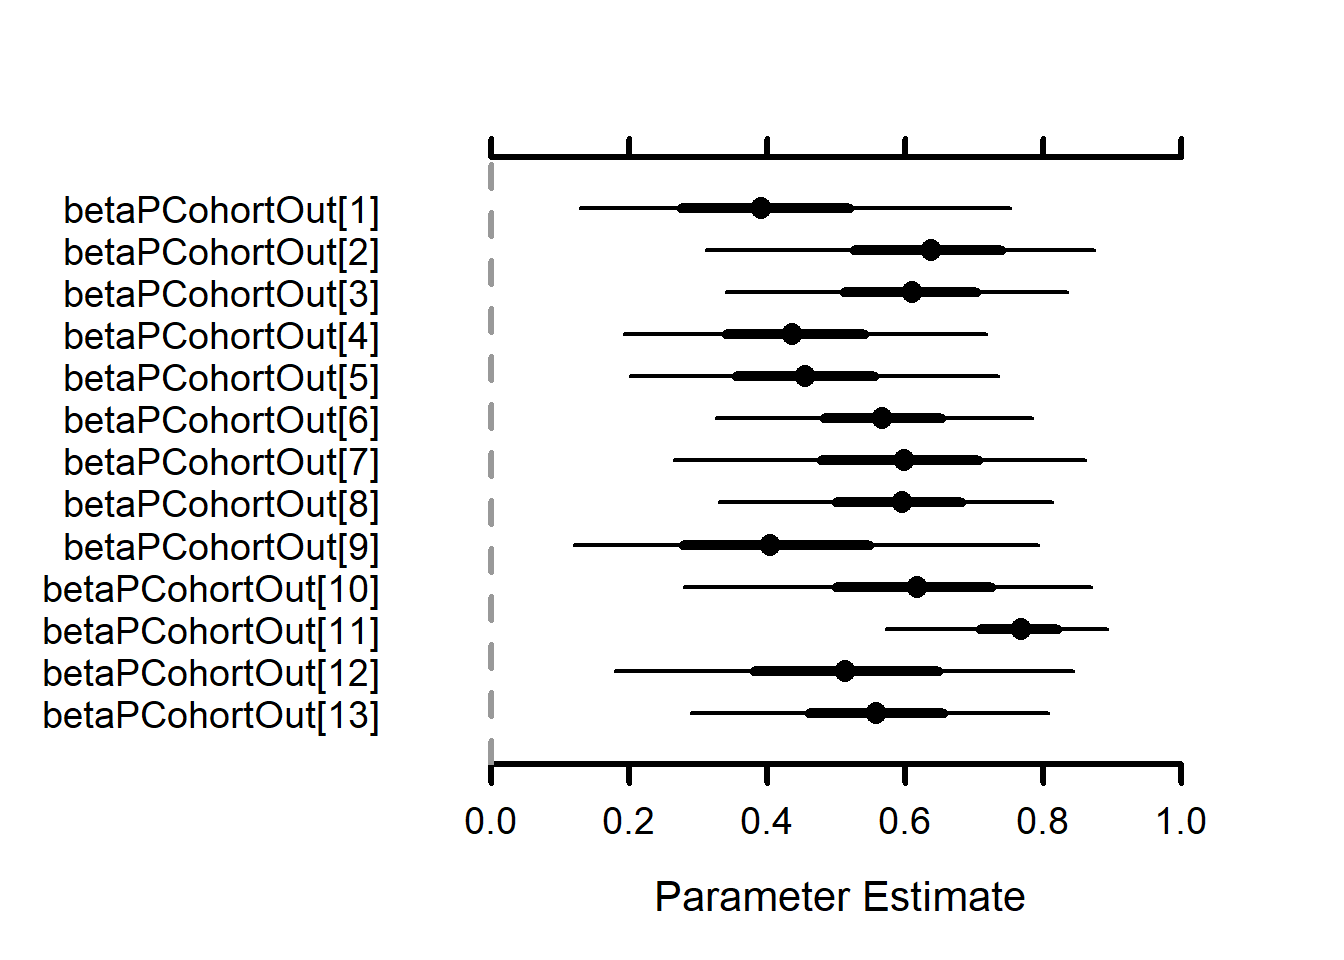 betaPCohortOut[1]
betaPCohortOut[2]
betaPCohortOut[3]
betaPCohortOut[4]
betaPCohortOut[5]
betaPCohortOut[6]
betaPCohortOut[7]
betaPCohortOut[8]
betaPCohortOut[9]
betaPCohortOut[10]
betaPCohortOut[11]
betaPCohortOut[12]
betaPCohortOut[13]
0.0 0.2 0.4 0.6 0.8 1.0
Parameter Estimate